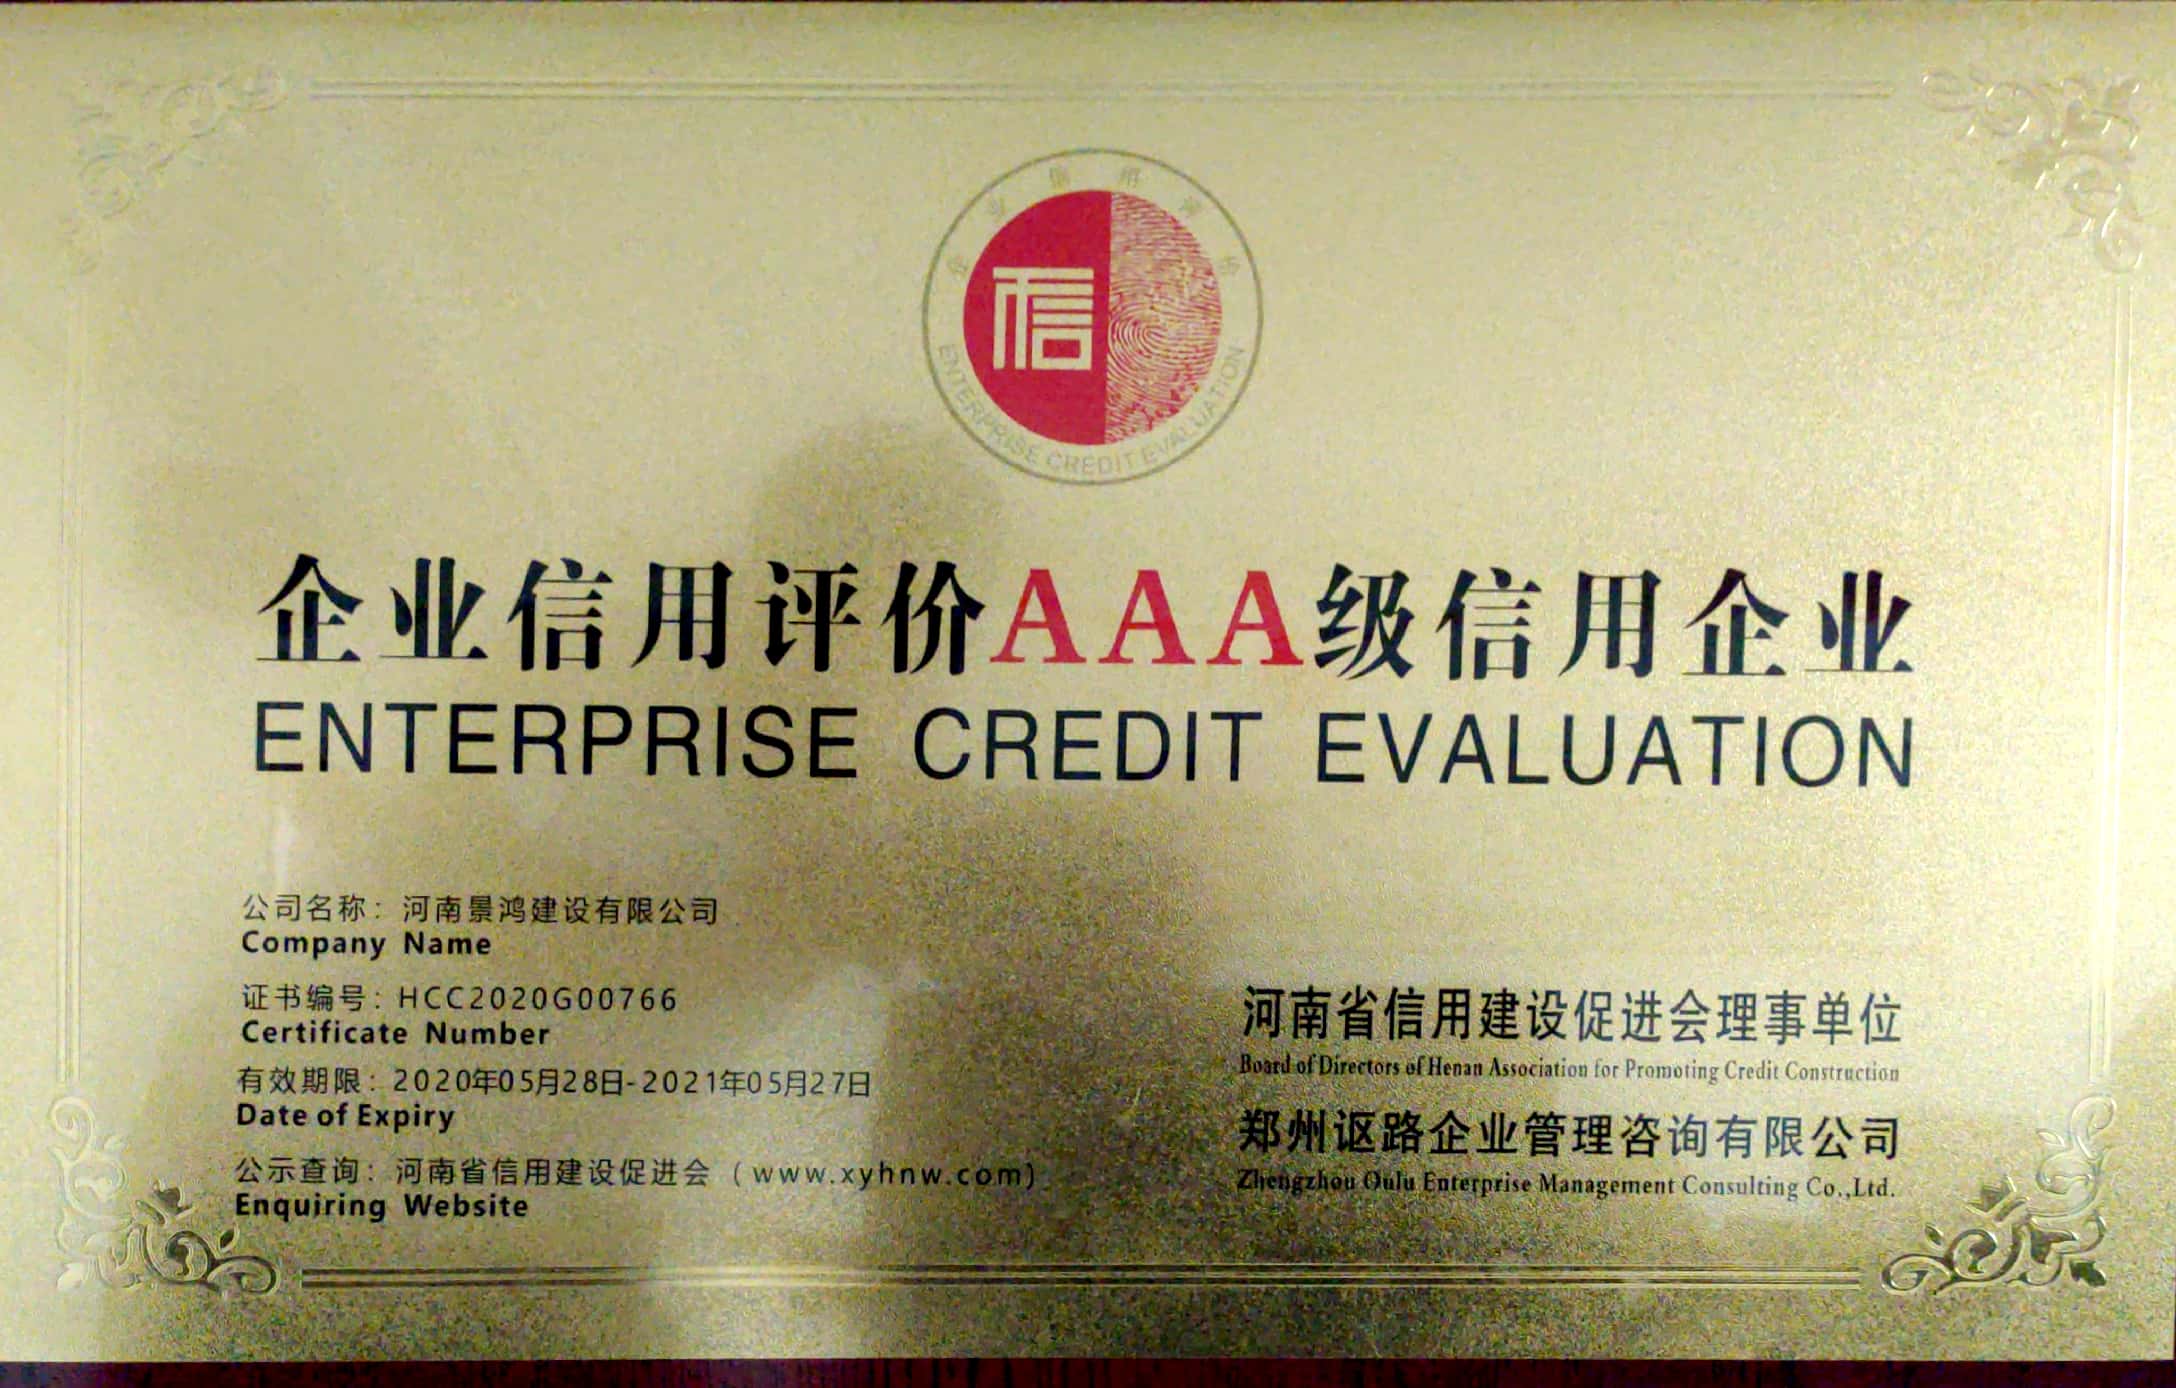 企业信用评价
信
ENTERPRISE CREDIT EVALUATION
企业信用评价AAA级信用企业
ENTERPRISE CREDIT EVALUATION
公司名称：河南景鸿建设有限公司
Company Name
证书编号：HCC2020G00766
Certificate Number
有效期限：2020年05月28日-2021年05月27日
Date of Expiry
公示查询：河南省信用建设促进会（www.xyhnw.com）
Enquiring Website
河南省信用建设促进会理事单位
Board of Directors of Henan Association for Promoting Credit Construction
郑州讴路企业管理咨询有限公司
Zhengzhou Oulu Enterprise Management Consulting Co.,Ltd.